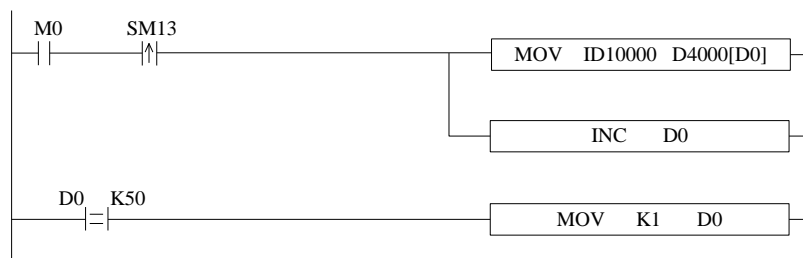 M0 SM13
MOV ID10000 D4000[D0]
INC D0
D0 K50
MOV K1 D0